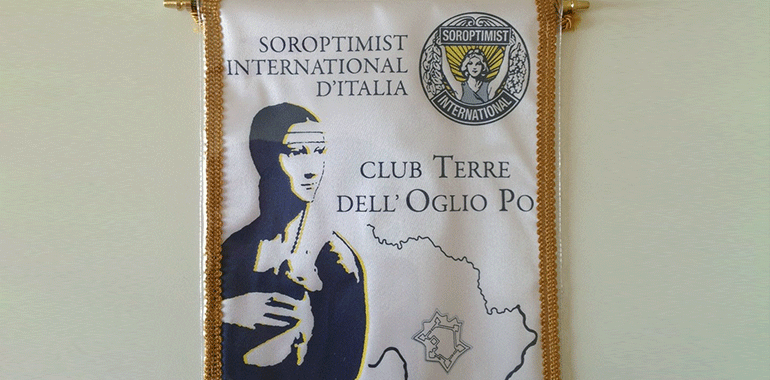 SOROPTIMIST
INTERNATIONAL
D'ITALIA
SOROPTIMIST
INTERNATIONAL
CLUB TERRE
DELL' OGLIO PO